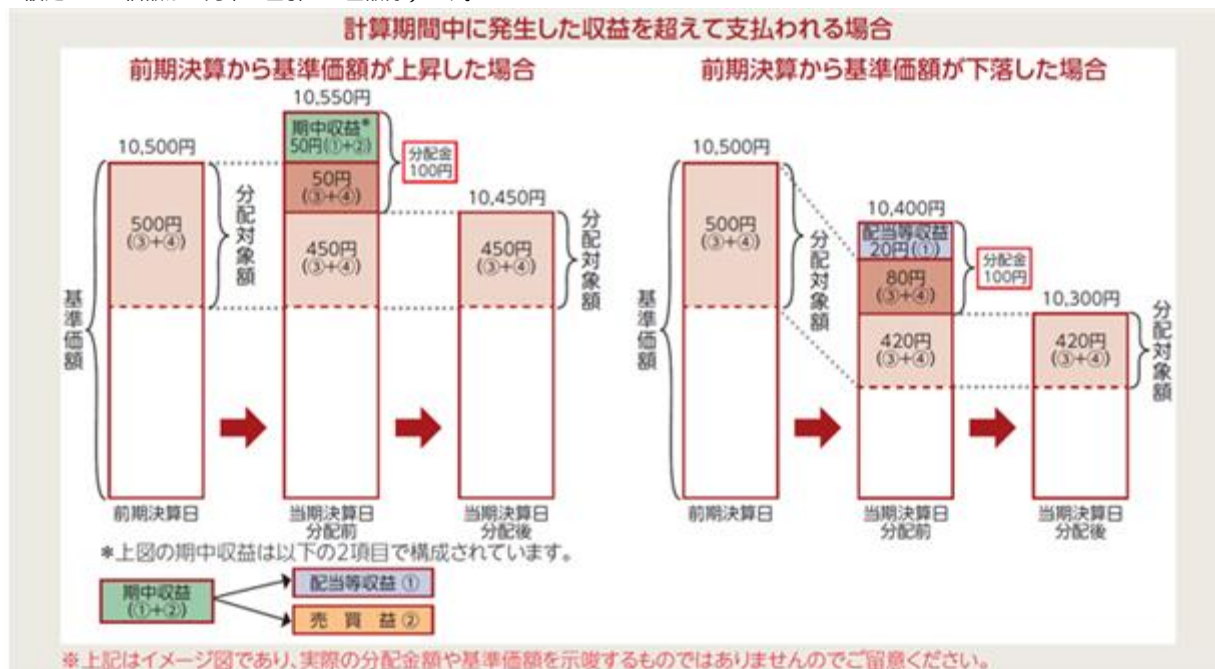 計算期間中に発生した収益を超えて支払われる場合
前期決算から基準価額が上昇した場合
10,500円
500円
(③+④)
分配対象額
基準価額
10,550円
期中収益*
50円(①+②)
50円
(③+④)
450円
(③+④)
分配金
100円
10,450円
450円
(③+④)
分配対象額
前期決算日
当期決算日
分配前
当期決算日
分配後
前期決算から基準価額が下落した場合
10,500円
500円
(③+④)
分配対象額
基準価額
10,400円
配当等収益
20円(①)
80円
(③+④)
420円
(③+④)
分配金
100円
10,300円
420円
(③+④)
分配対象額
前期決算日
当期決算日
分配前
当期決算日
分配後
*上図の期中収益は以下の2項目で構成されています。
期中収益
(①+②)
配当等収益 ①
売 買 益 ②
※上記はイメージ図であり、実際の分配金額や基準価額を示唆するものではありませんのでご留意ください。